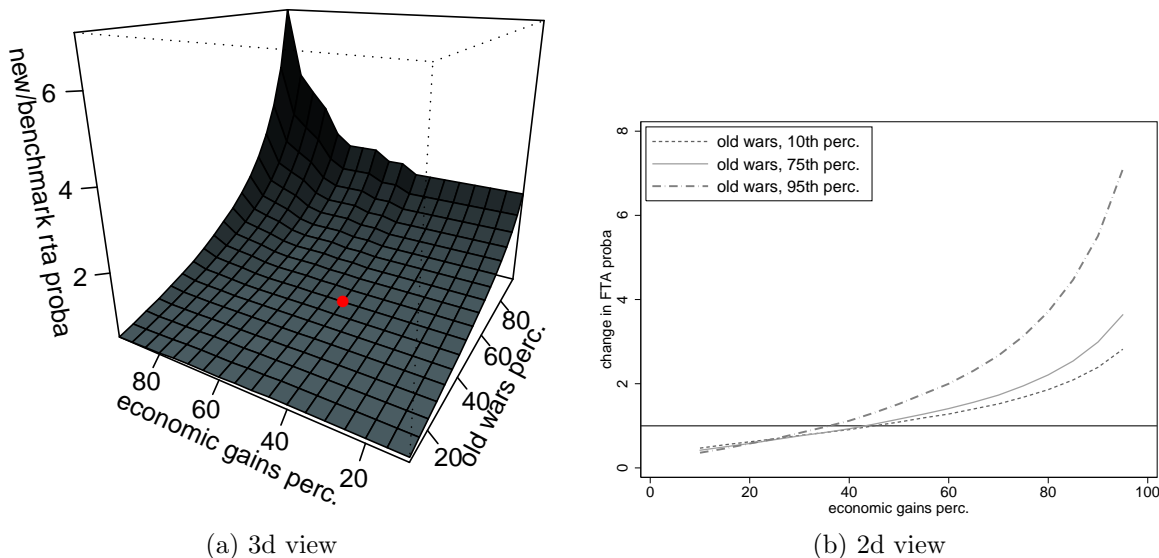 new/benchmark rta proba
6
4
2
80
60
40
20
economic gains perc.
20
40
60
80
old wars perc.
(a) 3d view
old wars, 10th perc.
old wars, 75th perc.
old wars, 95th perc.
change in FTA proba
8
6
4
2
0
0 20 40 60 80 100
economic gains perc.
(b) 2d view